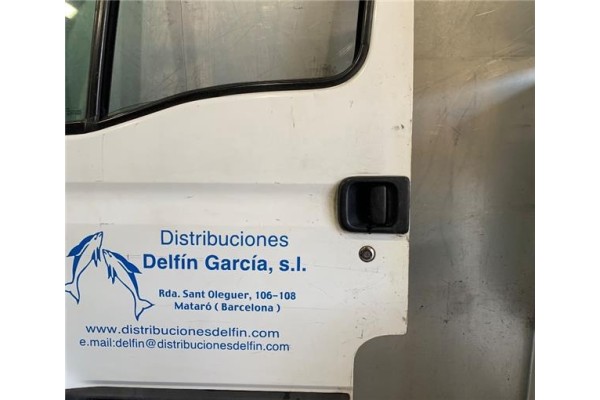 Distribuciones
Delfín García, s.l.
Rda. Sant Oleguer, 106-108
Mataró ( Barcelona )
www.distribucionesdelfin.com
e.mail:delfin@distribucionesdelfin.com